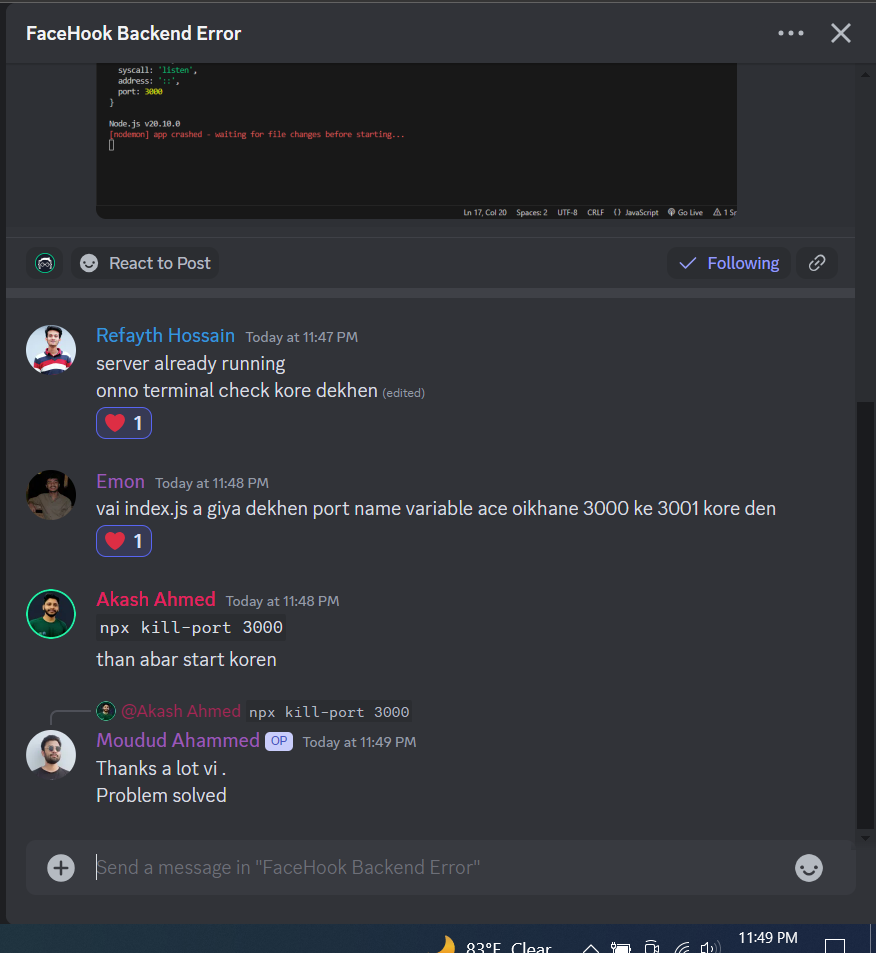 FaceHook Backend Error
syscall: 'listen',
address: '::',
port: 3000
}
Node.js v20.10.0
[nodemon] app crashed - waiting for file changes before starting...
Ln 17, Col 20 Spaces: 2 UTF-8 CRLF {} JavaScript Go Live 1 Sr
React to Post
Following
Refayth Hossain Today at 11:47 PM
server already running
onno terminal check kore dekhen (edited)
1
Emon Today at 11:48 PM
vai index.js a giya dekhen port name variable ace oikhane 3000 ke 3001 kore den
1
Akash Ahmed Today at 11:48 PM
npx kill-port 3000
than abar start koren
@Akash Ahmed npx kill-port 3000
Moudud Ahammed OP Today at 11:49 PM
Thanks a lot vi .
Problem solved
Send a message in "FaceHook Backend Error"
83°F Clear
11:49 PM